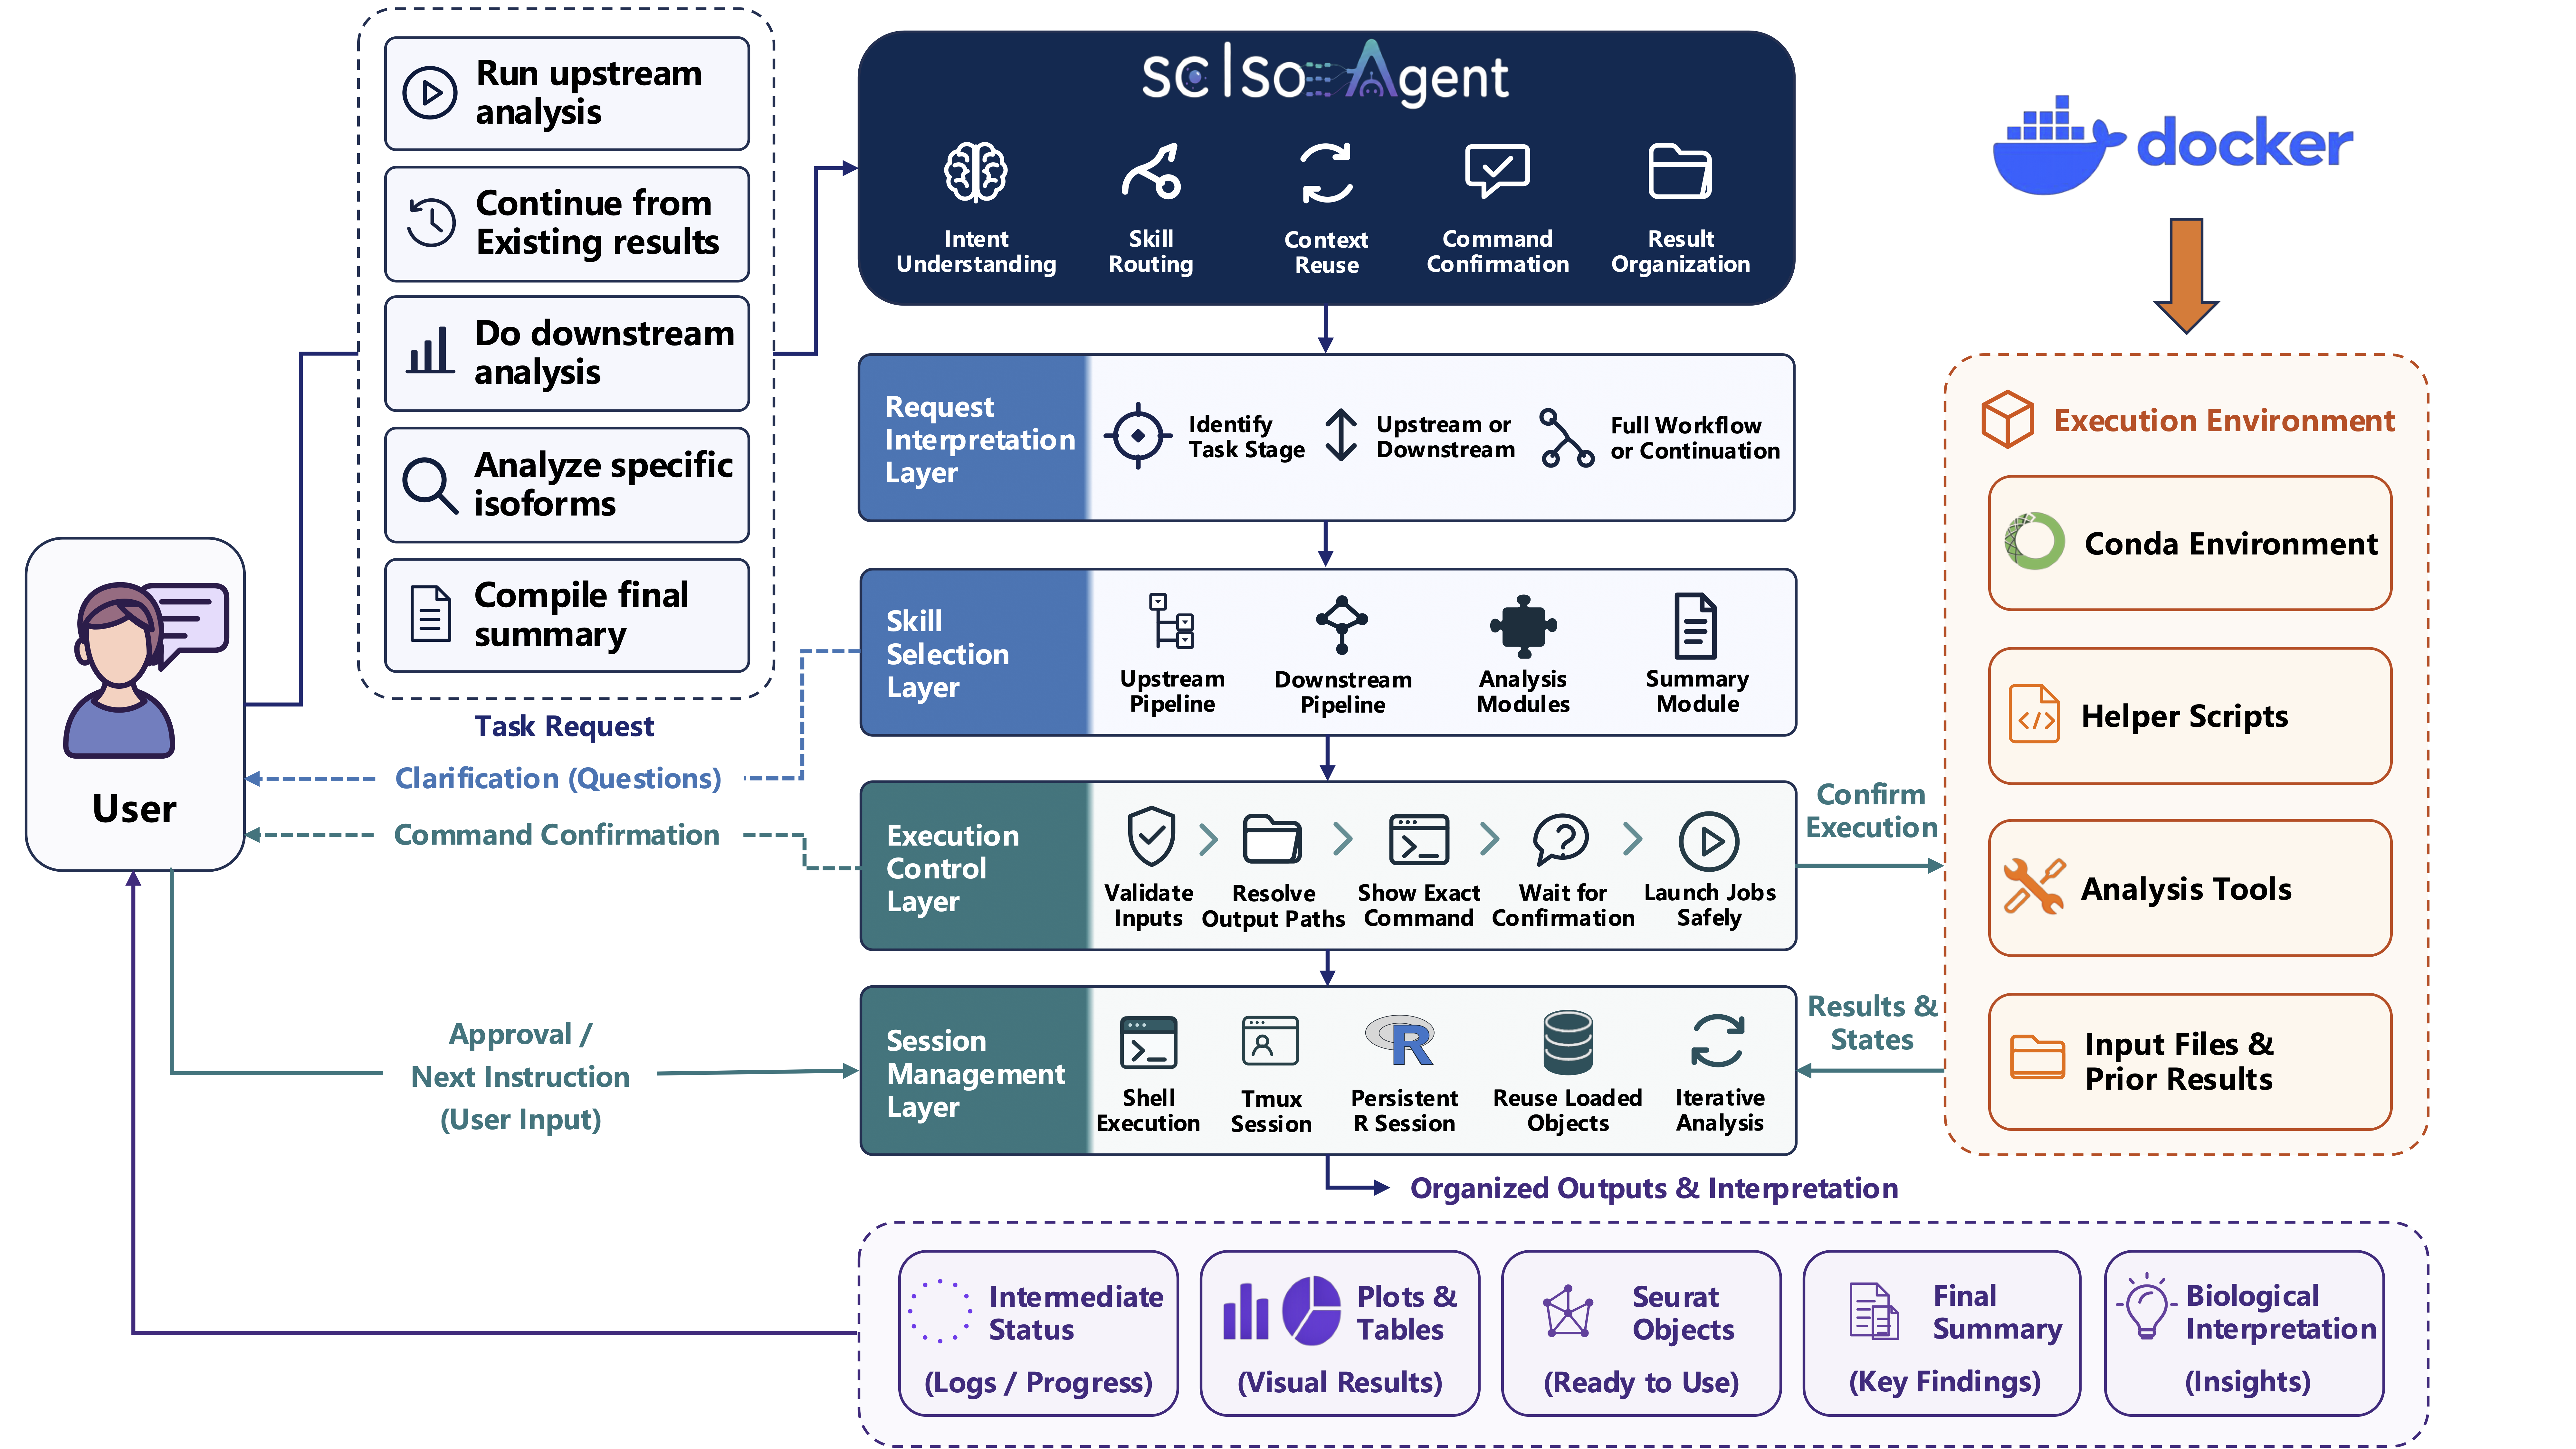 Run upstream
analysis
Continue from
Existing results
Do downstream
analysis
Analyze specific
isoforms
Compile final
summary
Task Request
User
Clarification (Questions)
Command Confirmation
Approval /
Next Instruction
(User Input)
scIso Agent
Intent
Understanding
Skill
Routing
Context
Reuse
Command
Confirmation
Result
Organization
Request
Interpretation
Layer
Identify
Task Stage
Upstream or
Downstream
Full Workflow
or Continuation
Skill
Selection
Layer
Upstream
Pipeline
Downstream
Pipeline
Analysis
Modules
Summary
Module
Execution
Control
Layer
Validate
Inputs
Resolve
Output Paths
Show Exact
Command
Wait for
Confirmation
Launch Jobs
Safely
Session
Management
Layer
Shell
Execution
Tmux
Session
R
Persistent
R Session
Reuse Loaded
Objects
Iterative
Analysis
Confirm
Execution
Results &
States
docker
Execution Environment
Conda Environment
Helper Scripts
Analysis Tools
Input Files &
Prior Results
Organized Outputs & Interpretation
Intermediate
Status
(Logs / Progress)
Plots &
Tables
(Visual Results)
Seurat
Objects
(Ready to Use)
Final
Summary
(Key Findings)
Biological
Interpretation
(Insights)